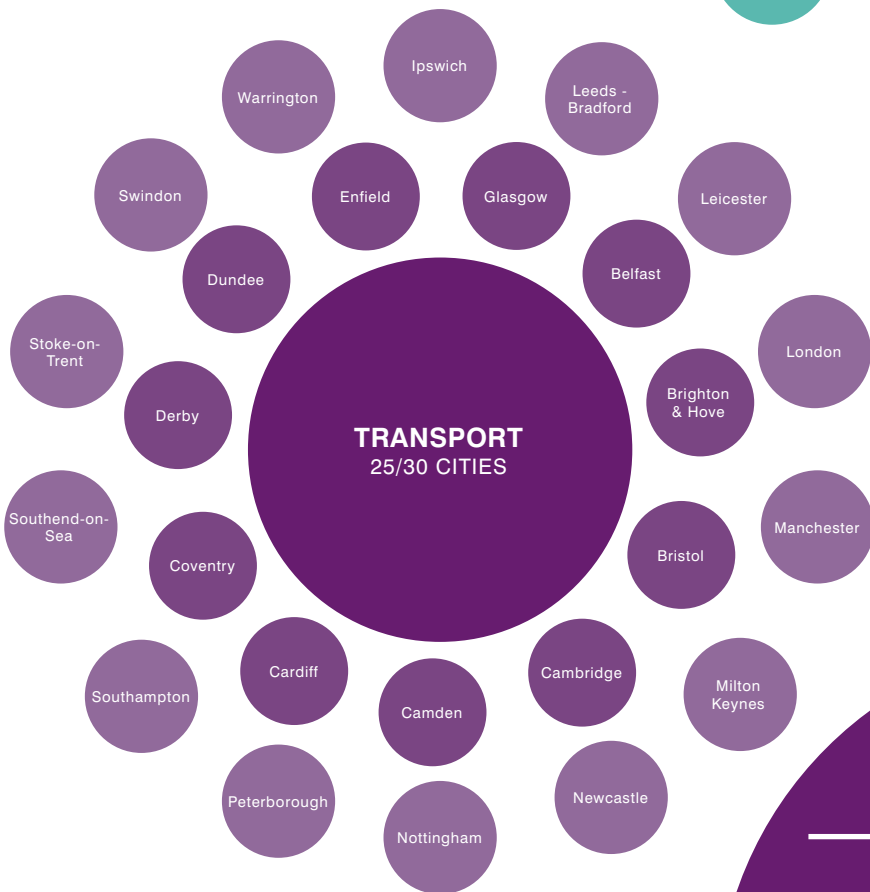 Ipswich
Warrington
Leeds -
Bradford
Swindon
Enfield
Glasgow
Leicester
Dundee
Belfast
Stoke-on-
Trent
London
Derby
Brighton
& Hove
TRANSPORT
25/30 CITIES
Southend-on-
Sea
Manchester
Coventry
Bristol
Cardiff
Cambridge
Southampton
Milton
Keynes
Camden
Peterborough
Newcastle
Nottingham